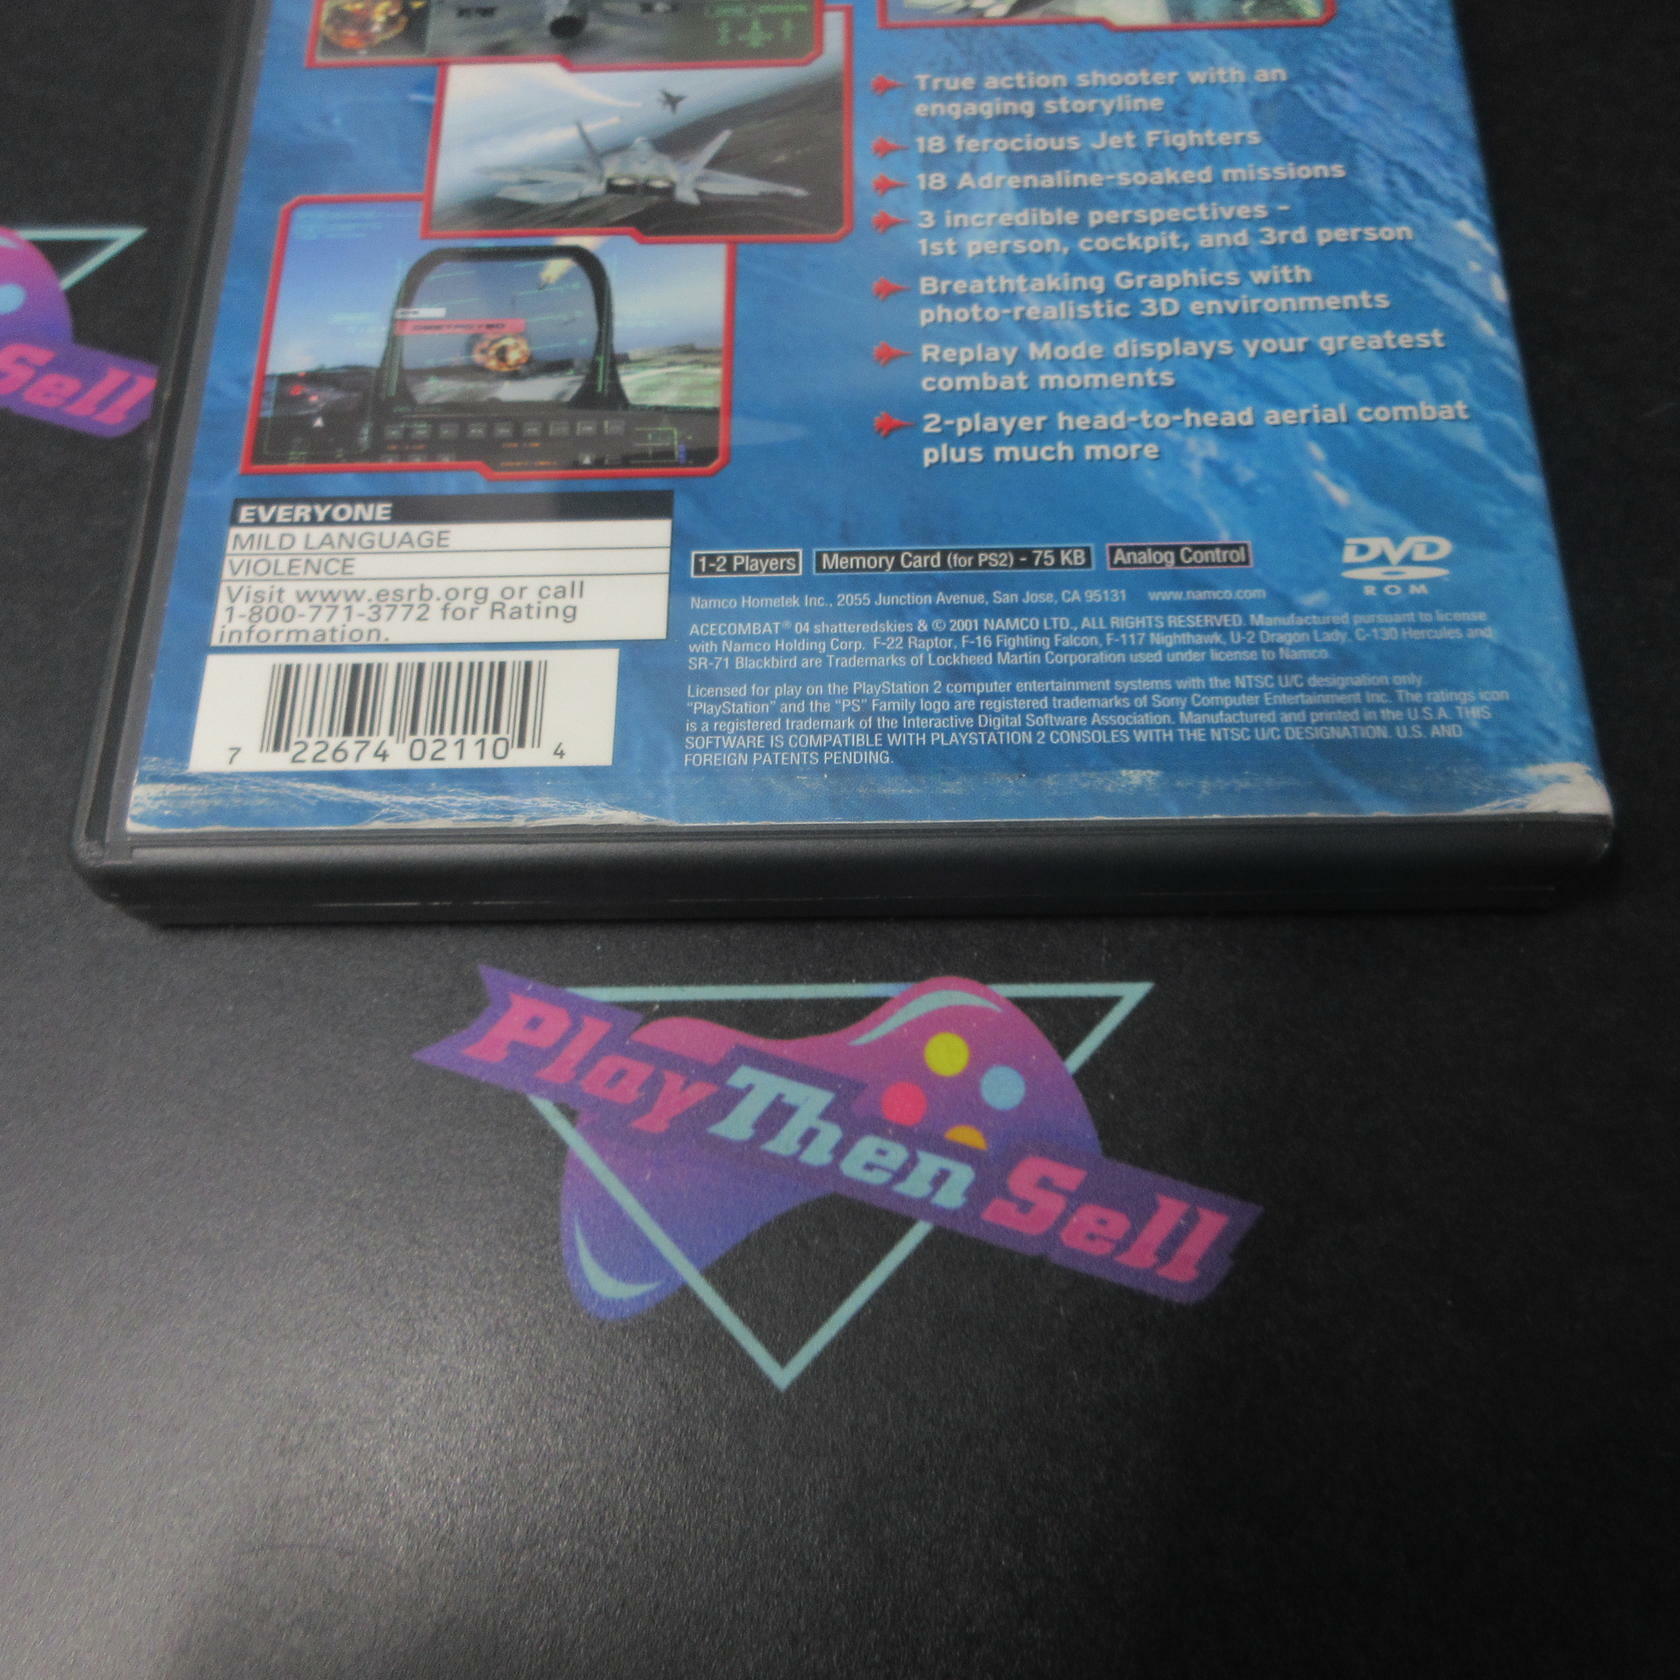 True action shooter with an
engaging storyline
18 ferocious Jet Fighters
18 Adrenaline-soaked missions
3 incredible perspectives -
1st person, cockpit, and 3rd person
Breathtaking Graphics with
photo-realistic 3D environments
Replay Mode displays your greatest
combat moments
2-player head-to-head aerial combat
plus much more
DESTROYED
EVERYONE
MILD LANGUAGE
VIOLENCE
Visit www.esrb.org or call
1-800-771-3772 for Rating
information.
7 22674 02110 4
1-2 Players Memory Card (for PS2) - 75 KB Analog Control
DVD
ROM
Namco Hometek Inc., 2055 Junction Avenue, San Jose, CA 95131 www.namco.com
ACECOMBAT® 04 shatteredskies & © 2001 NAMCO LTD., ALL RIGHTS RESERVED. Manufactured pursuant to license
with Namco Holding Corp. F-22 Raptor, F-16 Fighting Falcon, F-117 Nighthawk, U-2 Dragon Lady, C-130 Hercules and
SR-71 Blackbird are Trademarks of Lockheed Martin Corporation used under license to Namco.
Licensed for play on the PlayStation 2 computer entertainment systems with the NTSC U/C designation only.
"PlayStation" and the "PS" Family logo are registered trademarks of Sony Computer Entertainment Inc. The ratings icon
is a registered trademark of the Interactive Digital Software Association. Manufactured and printed in the U.S.A. THIS
SOFTWARE IS COMPATIBLE WITH PLAYSTATION 2 CONSOLES WITH THE NTSC U/C DESIGNATION. U.S. AND
FOREIGN PATENTS PENDING.
Sell
Play Then Sell